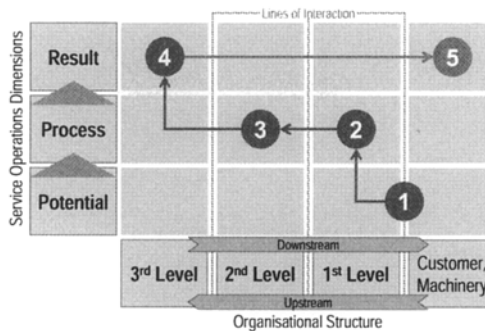 Lines of Interaction
Service Operations Dimensions
Result
Process
Potential
4
5
3
2
1
Downstream
3rd Level
2nd Level
1st Level
Customer,
Machinery
Upstream
Organisational Structure